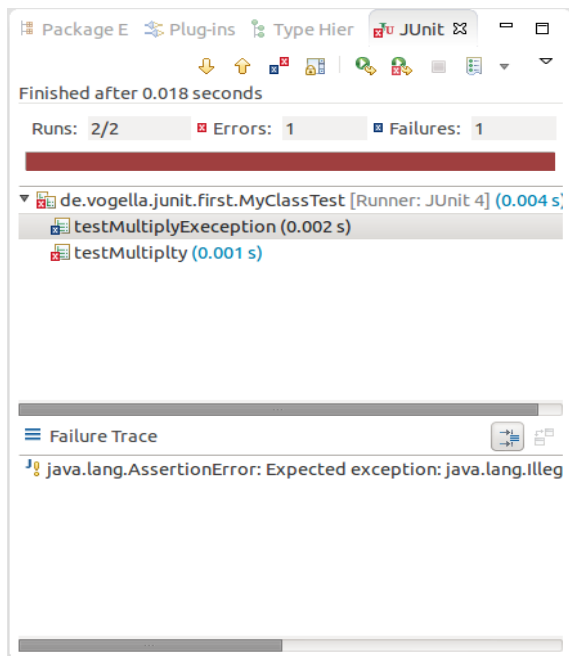 Package E Plug-ins Type Hier JUnit
Finished after 0.018 seconds
Runs: 2/2 Errors: 1 Failures: 1
de.vogella.junit.first.MyClassTest [Runner: JUnit 4] (0.004 s)
testMultiplyExeception (0.002 s)
testMultiplty (0.001 s)
Failure Trace
java.lang.AssertionError: Expected exception: java.lang.Illeg